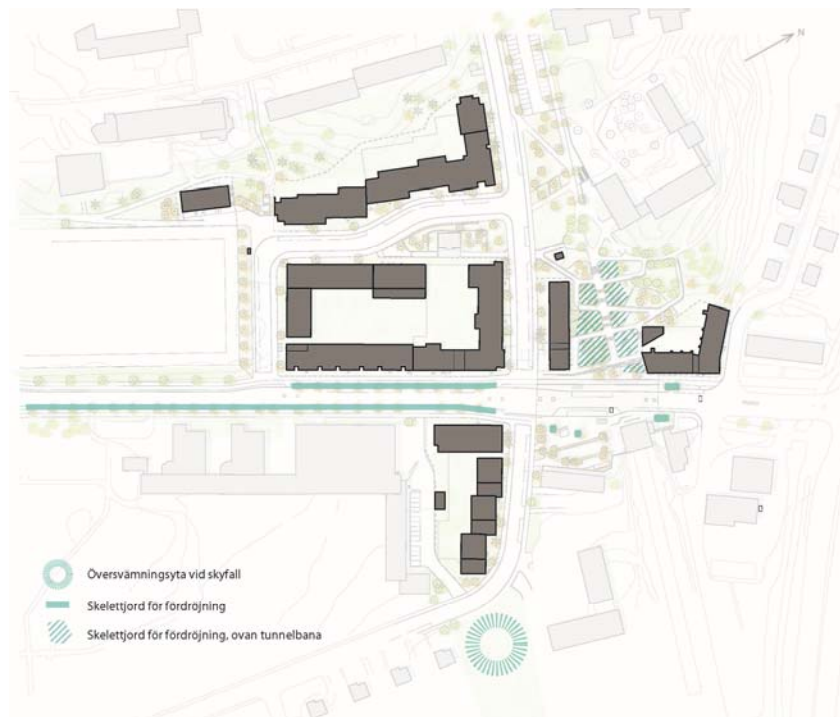 N
Översvämningsyta vid skyfall
Skelettjord för fördröjning
Skelettjord för fördröjning, ovan tunnelbana